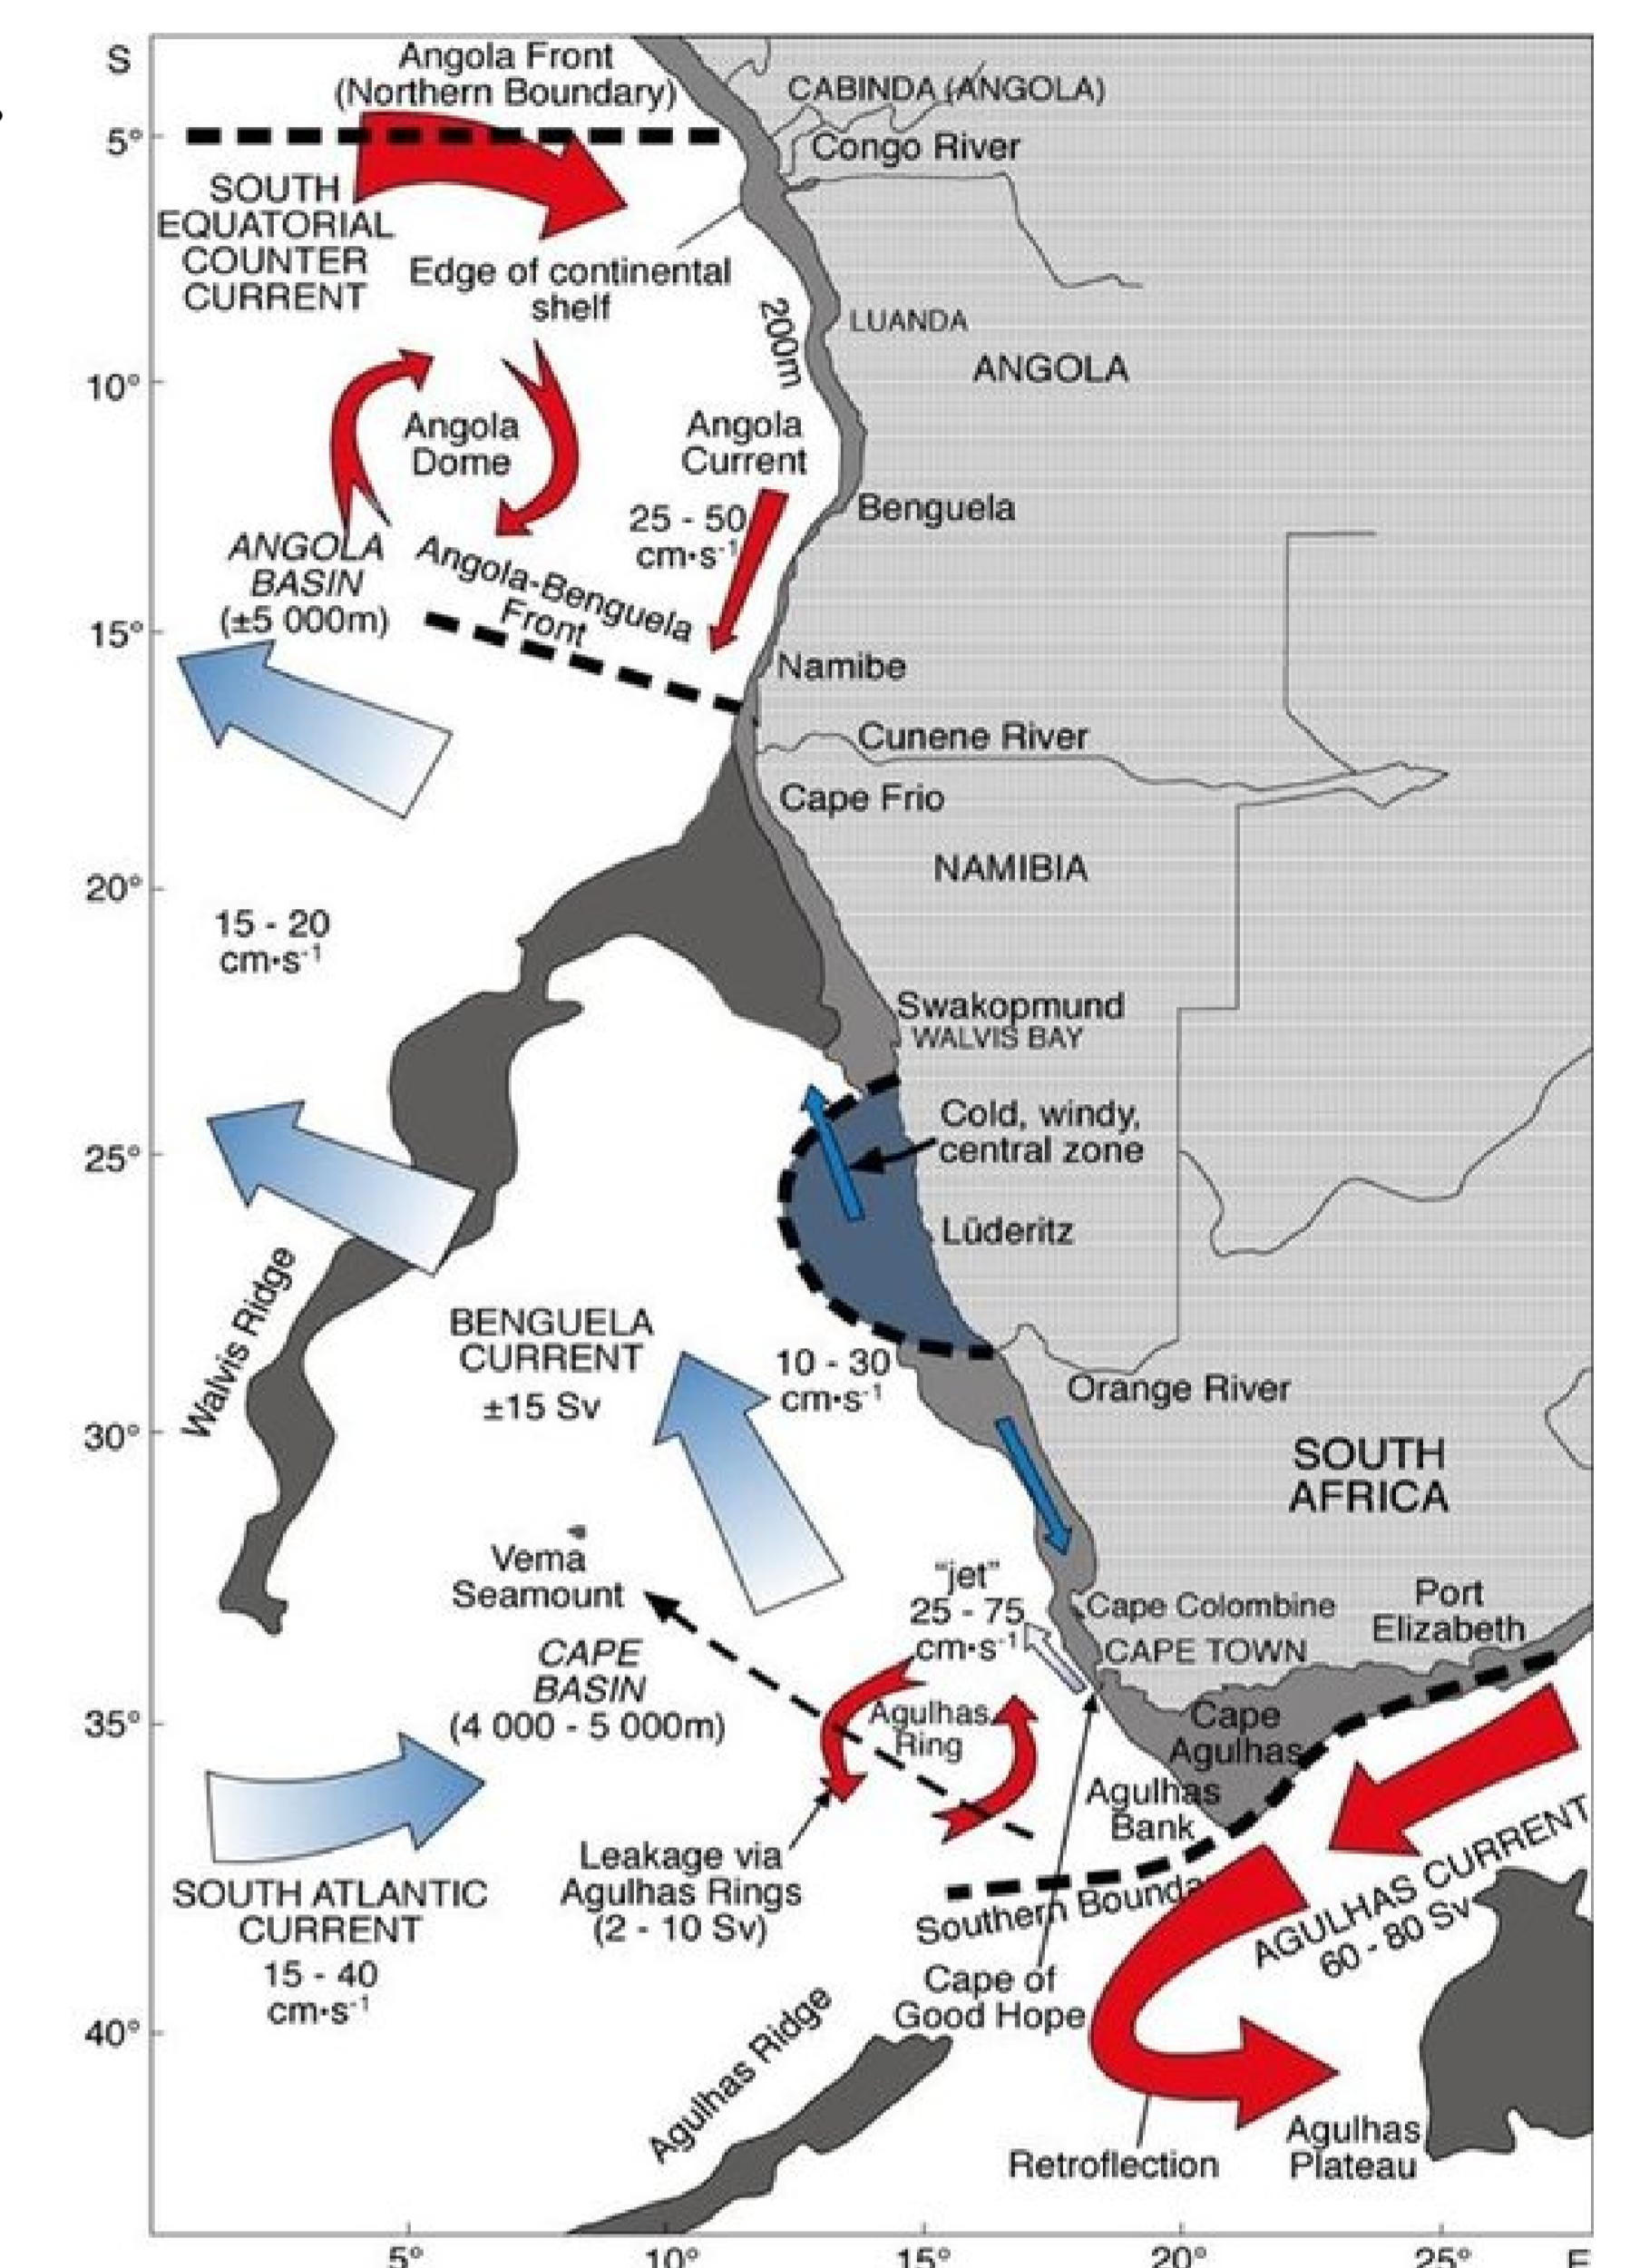 S
Angola Front
(Northern Boundary)
CABINDA (ANGOLA)
5°
Congo River
SOUTH
EQUATORIAL
COUNTER
CURRENT
Edge of continental
shelf
200m
LUANDA
ANGOLA
10°
Angola
Dome
Angola
Current
25 - 50
cm•s-1
Benguela
ANGOLA
BASIN
(±5 000m)
Angola-Benguela
Front
15°
Namibe
Cunene River
Cape Frio
NAMIBIA
20°
15 - 20
cm•s-1
Swakopmund
WALVIS BAY
Cold, windy,
central zone
25°
Lüderitz
Walvis Ridge
BENGUELA
CURRENT
±15 Sv
10 - 30
cm•s-1
Orange River
30°
SOUTH
AFRICA
Vema
Seamount
"jet"
25 - 75
cm•s-1
Cape Colombine
CAPE TOWN
Port
Elizabeth
CAPE
BASIN
(4 000 - 5 000m)
35°
Agulhas
Ring
Cape
Agulhas
Agulhas
Bank
Leakage via
Agulhas Rings
(2 - 10 Sv)
SOUTH ATLANTIC
CURRENT
15 - 40
cm•s-1
Southern Bounda
AGULHAS CURRENT
60 - 80 Sv
Cape of
Good Hope
40°
Agulhas Ridge
Retroflection
Agulhas
Plateau
5°
10°
15°
20°
25°
E